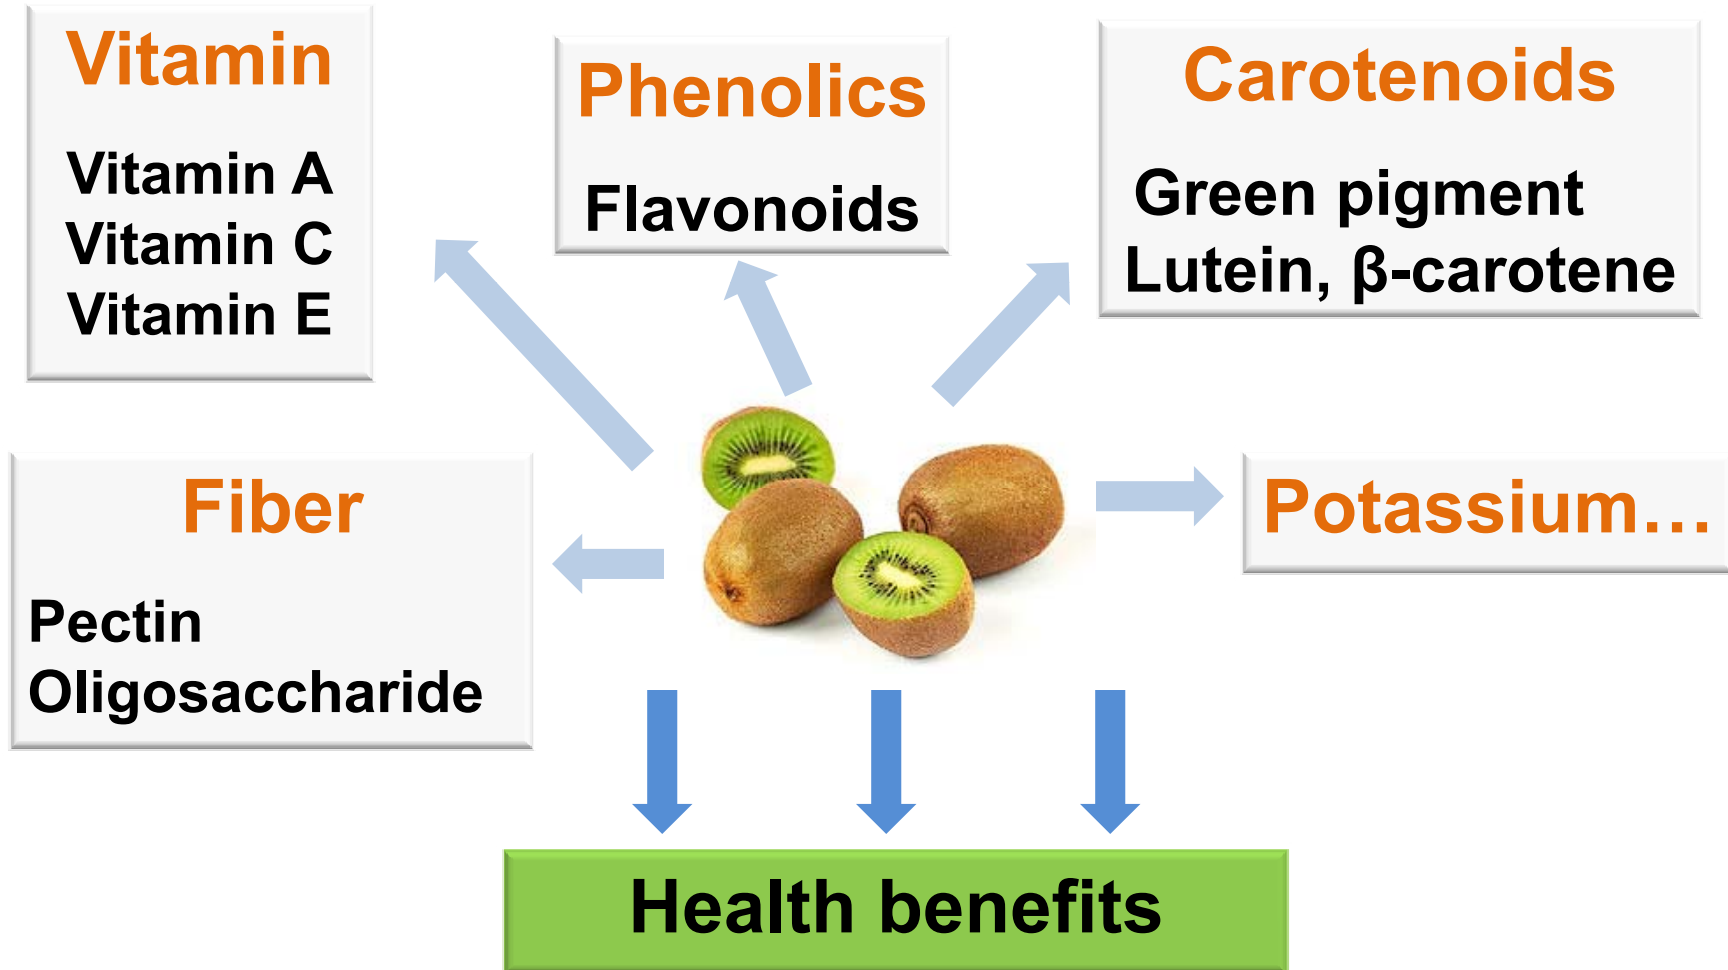 Vitamin
Vitamin A
Vitamin C
Vitamin E
Phenolics
Flavonoids
Carotenoids
Green pigment
Lutein, β-carotene
Fiber
Pectin
Oligosaccharide
Potassium…
Health benefits